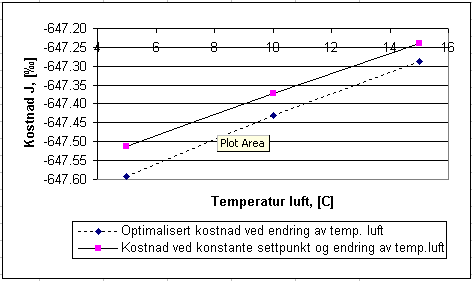 -647.20
-647.25
-647.30
-647.35
-647.40
-647.45
-647.50
-647.55
-647.60
4 6 8 10 12 14 16
Kostnad J, [‰]
Plot Area
Temperatur luft, [C]
Optimalisert kostnad ved endring av temp. luft
Kostnad ved konstante settpunkt og endring av temp.luft